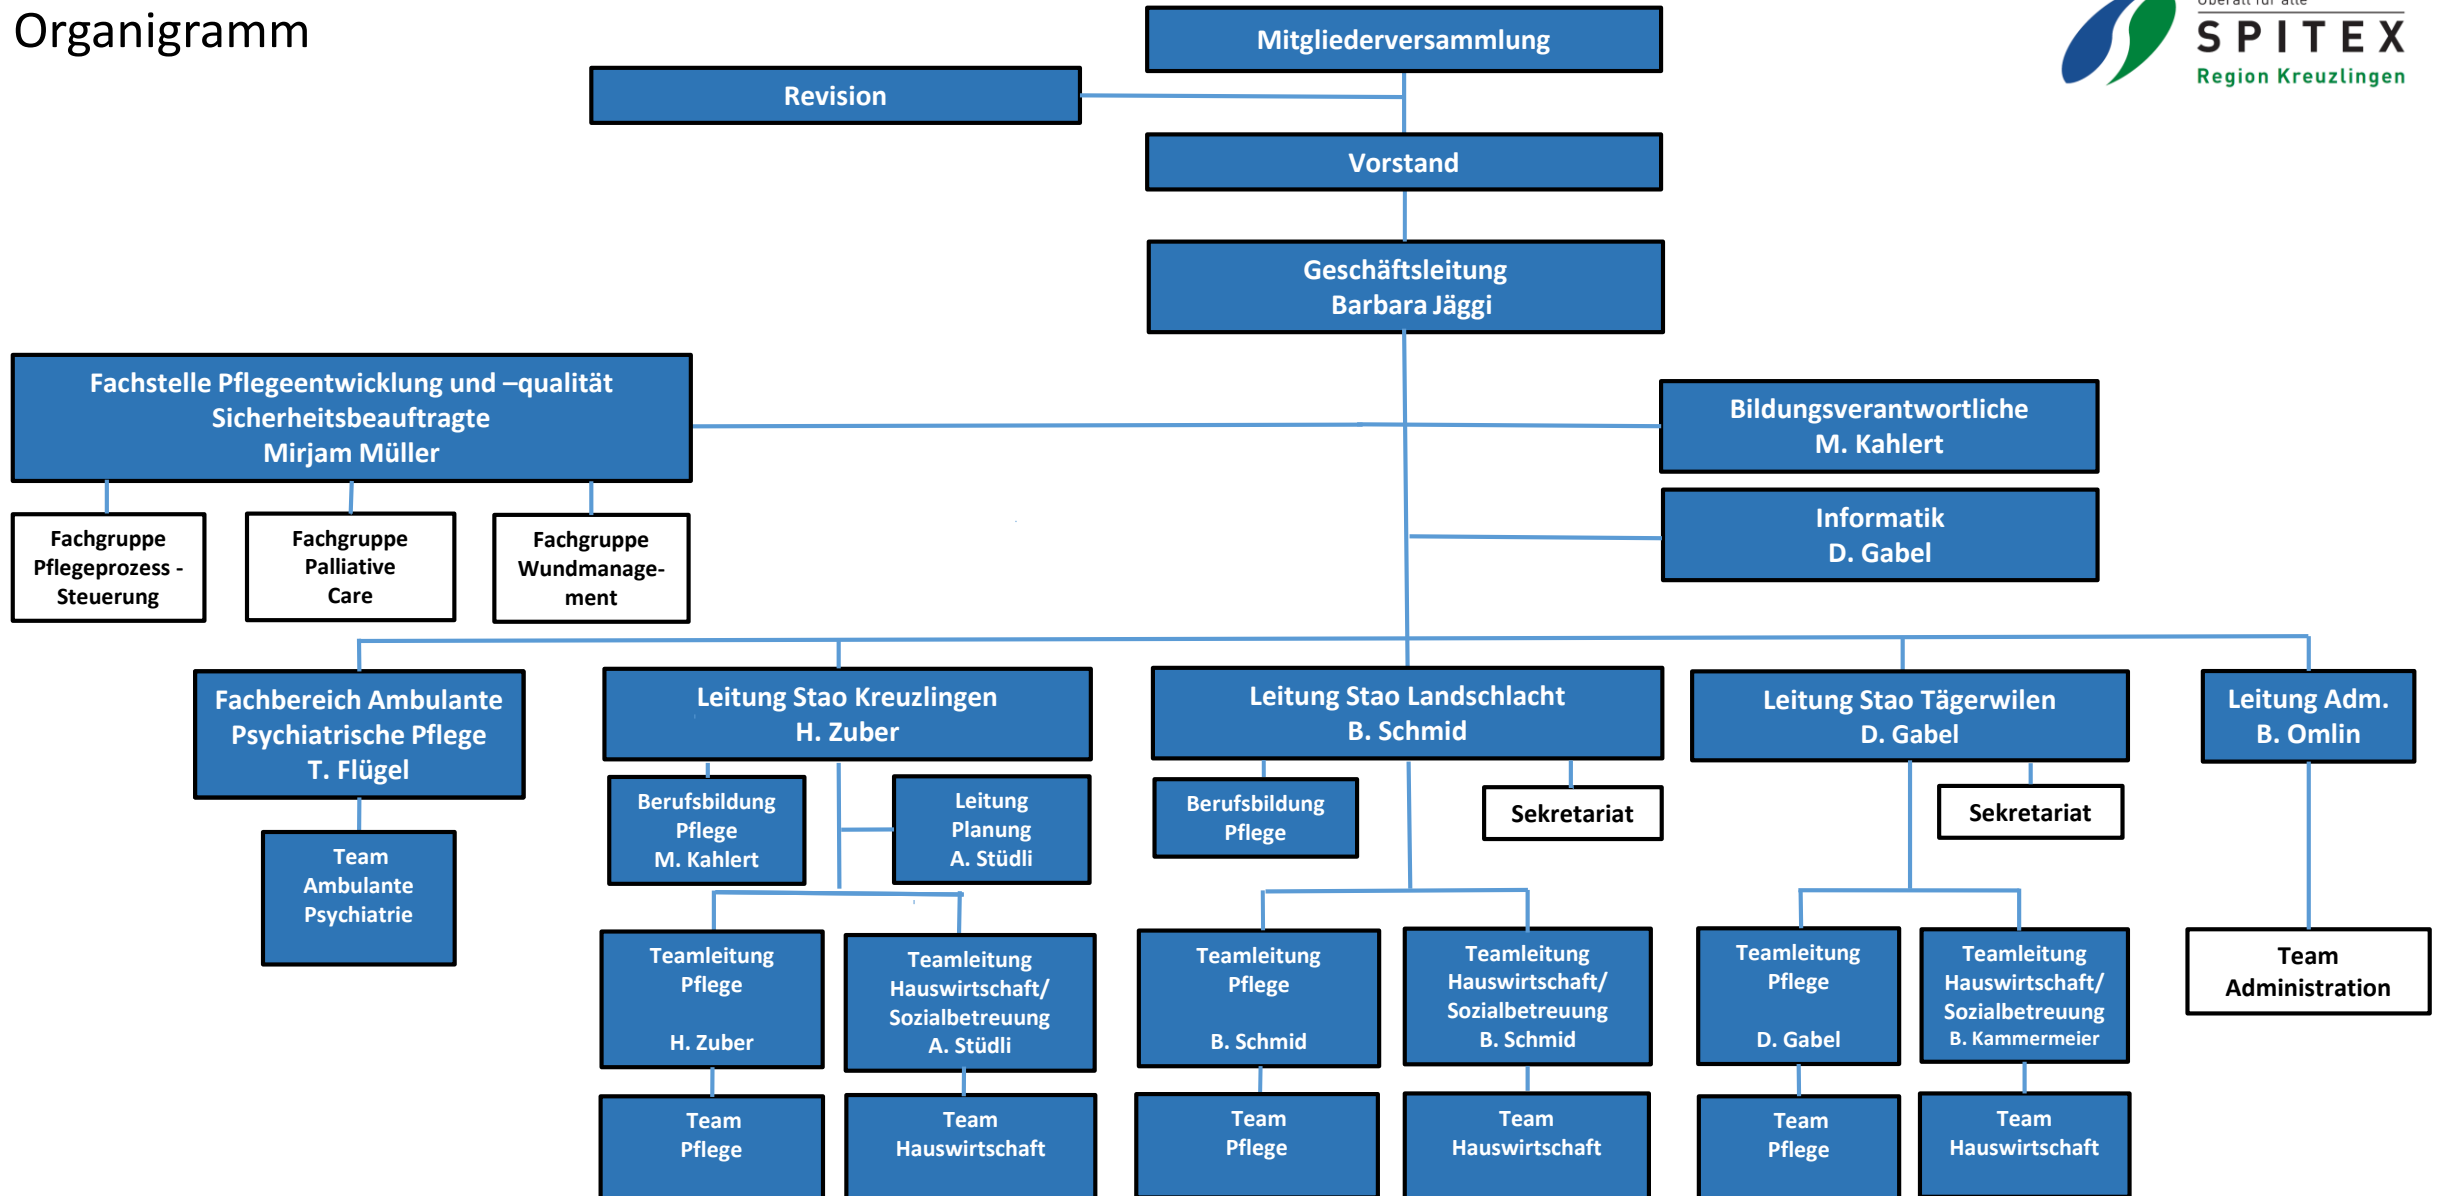 Organigramm
Überall für alle
SPITEX
Region Kreuzlingen
Mitgliederversammlung
Revision
Vorstand
Geschäftsleitung
Barbara Jäggi
Fachstelle Pflegeentwicklung und –qualität
Sicherheitsbeauftragte
Mirjam Müller
Bildungsverantwortliche
M. Kahlert
Informatik
D. Gabel
Fachgruppe
Pflegeprozess -
Steuerung
Fachgruppe
Palliative
Care
Fachgruppe
Wundmanage-
ment
Fachbereich Ambulante
Psychiatrische Pflege
T. Flügel
Leitung Stao Kreuzlingen
H. Zuber
Leitung Stao Landschlacht
B. Schmid
Leitung Stao Tägerwilen
D. Gabel
Leitung Adm.
B. Omlin
Team
Ambulante
Psychiatrie
Berufsbildung
Pflege
M. Kahlert
Leitung
Planung
A. Stüdli
Berufsbildung
Pflege
Sekretariat
Sekretariat
Teamleitung
Pflege
H. Zuber
Teamleitung
Hauswirtschaft/
Sozialbetreuung
A. Stüdli
Teamleitung
Pflege
B. Schmid
Teamleitung
Hauswirtschaft/
Sozialbetreuung
B. Schmid
Teamleitung
Pflege
D. Gabel
Teamleitung
Hauswirtschaft/
Sozialbetreuung
B. Kammermeier
Team
Administration
Team
Pflege
Team
Hauswirtschaft
Team
Pflege
Team
Hauswirtschaft
Team
Pflege
Team
Hauswirtschaft